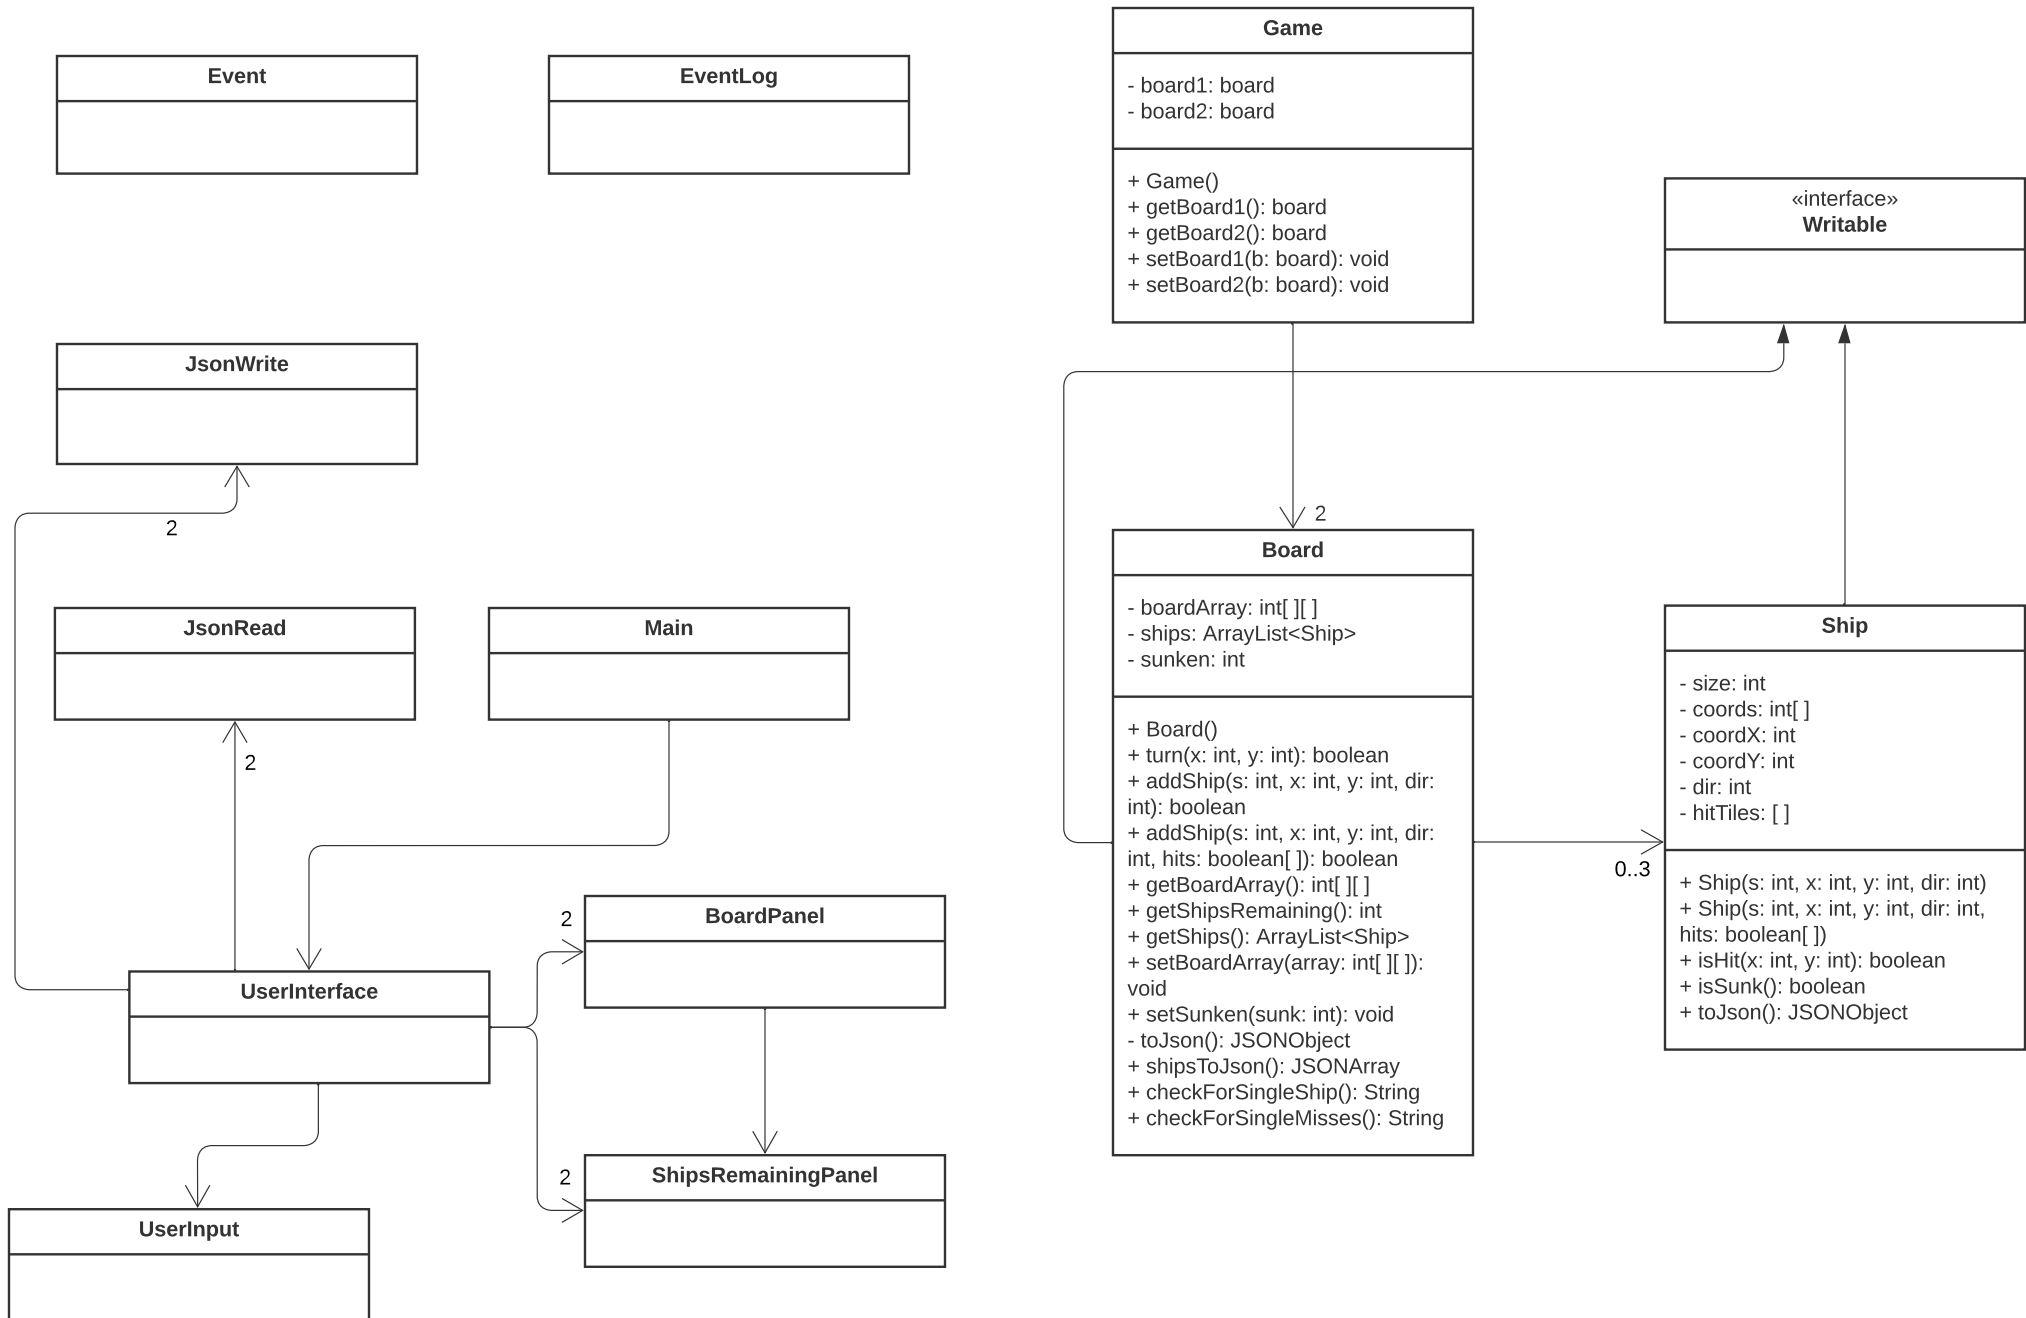 Event
EventLog
Game
- board1: board
- board2: board
+ Game()
+ getBoard1(): board
+ getBoard2(): board
+ setBoard1(b: board): void
+ setBoard2(b: board): void
«interface»
Writable
JsonWrite
2
JsonRead
2
Main
2
Board
- boardArray: int[ ][ ]
- ships: ArrayList<Ship>
- sunken: int
+ Board()
+ turn(x: int, y: int): boolean
+ addShip(s: int, x: int, y: int, dir:
int): boolean
+ addShip(s: int, x: int, y: int, dir:
int, hits: boolean[ ]): boolean
+ getBoardArray(): int[ ][ ]
+ getShipsRemaining(): int
+ getShips(): ArrayList<Ship>
+ setBoardArray(array: int[ ][ ]):
void
+ setSunken(sunk: int): void
- toJson(): JSONObject
+ shipsToJson(): JSONArray
+ checkForSingleShip(): String
+ checkForSingleMisses(): String
0..3
Ship
- size: int
- coords: int[ ]
- coordX: int
- coordY: int
- dir: int
- hitTiles: [ ]
+ Ship(s: int, x: int, y: int, dir: int)
+ Ship(s: int, x: int, y: int, dir: int,
hits: boolean[ ])
+ isHit(x: int, y: int): boolean
+ isSunk(): boolean
+ toJson(): JSONObject
UserInterface
2
BoardPanel
2
ShipsRemainingPanel
UserInput